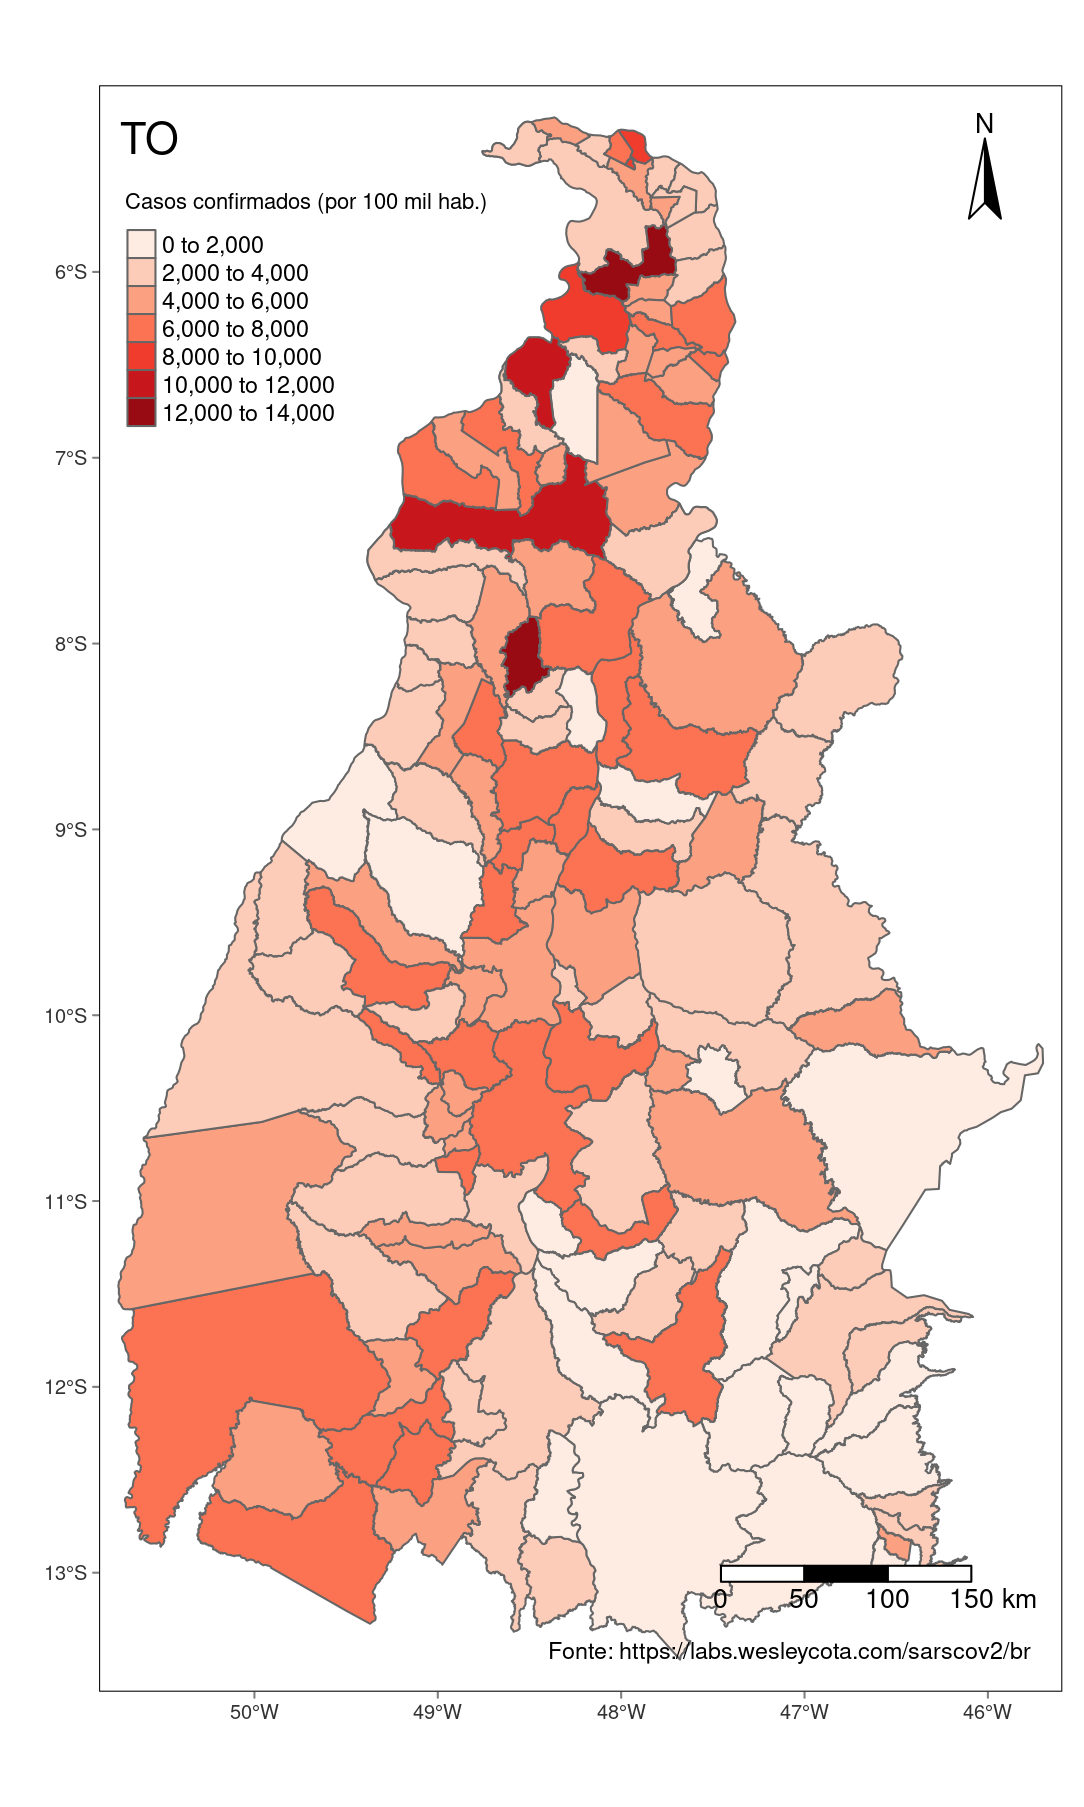 TO
N
Casos confirmados (por 100 mil hab.)
0 to 2,000
2,000 to 4,000
4,000 to 6,000
6,000 to 8,000
8,000 to 10,000
10,000 to 12,000
12,000 to 14,000
6°S
7°S
8°S
9°S
10°S
11°S
12°S
13°S
0 50 100 150 km
Fonte: https://labs.wesleycota.com/sarscov2/br
50°W 49°W 48°W 47°W 46°W